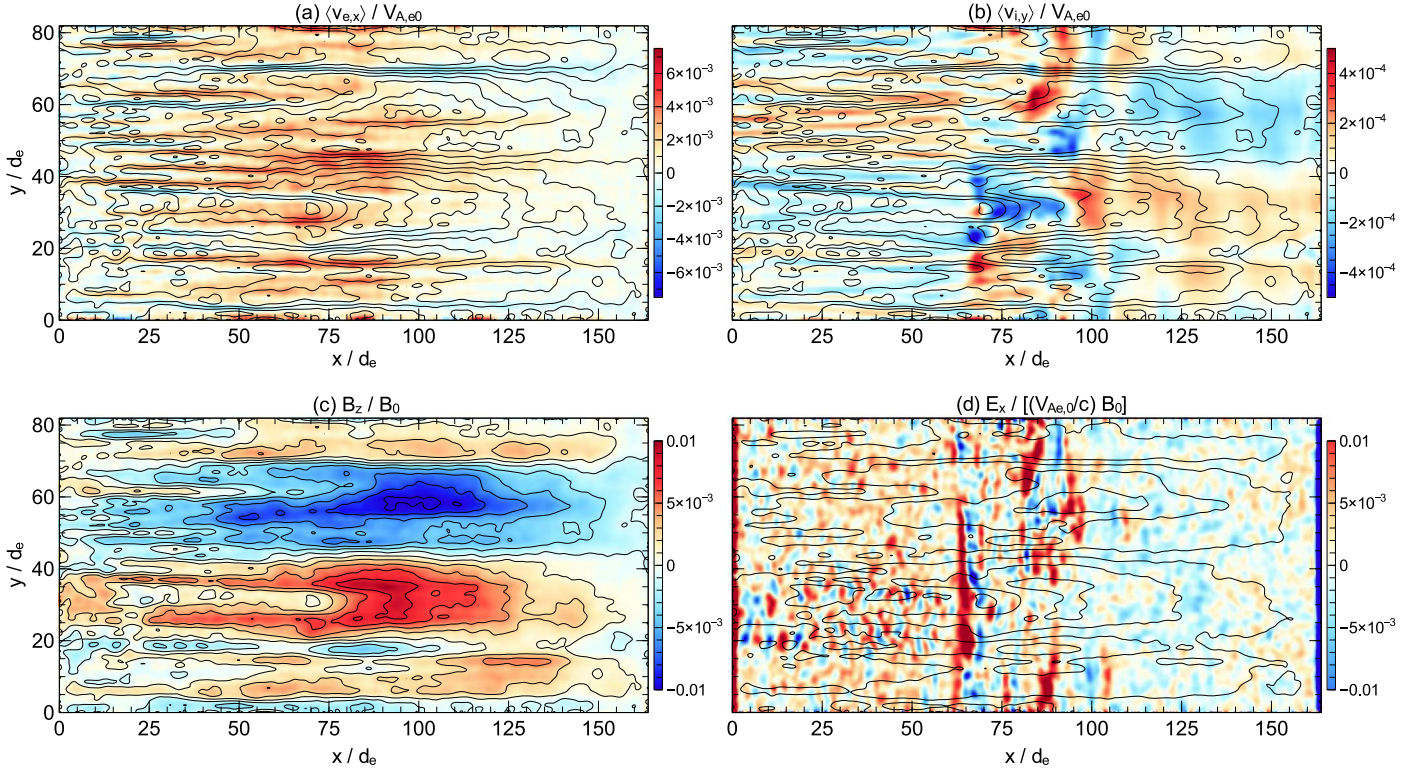 (a) ⟨v_e,x⟩ / V_A,e0
(b) ⟨v_i,y⟩ / V_A,e0
80
60
40
20
0
y / d_e
0 25 50 75 100 125 150
x / d_e
6×10⁻³
4×10⁻³
2×10⁻³
0
−2×10⁻³
−4×10⁻³
−6×10⁻³
0 25 50 75 100 125 150
x / d_e
4×10⁻⁴
2×10⁻⁴
0
−2×10⁻⁴
−4×10⁻⁴
(c) B_z / B_0
(d) E_x / [(V_Ae,0/c) B_0]
80
60
40
20
0
y / d_e
0 25 50 75 100 125 150
x / d_e
0.01
5×10⁻³
0
−5×10⁻³
−0.01
0 25 50 75 100 125 150
x / d_e
0.01
5×10⁻³
0
−5×10⁻³
−0.01